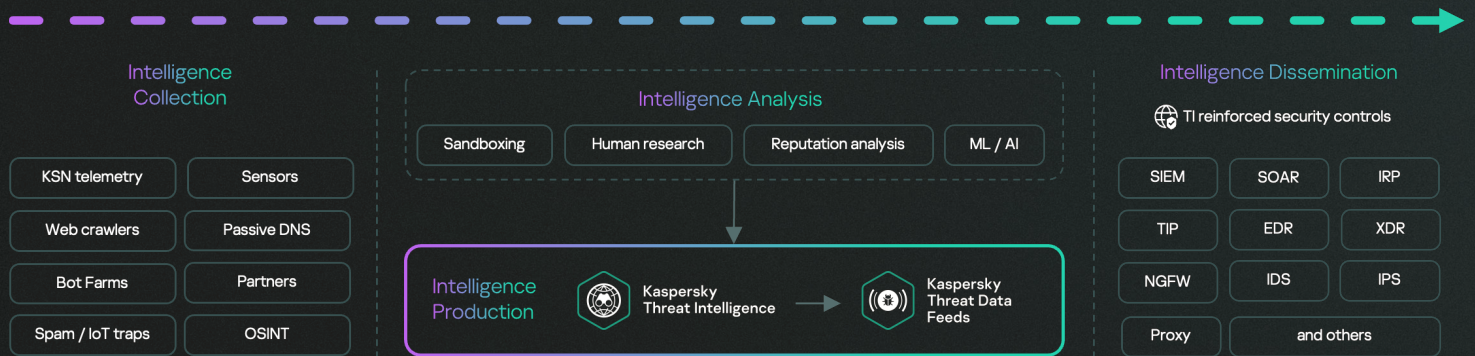 Intelligence
Collection
KSN telemetry
Sensors
Web crawlers
Passive DNS
Bot Farms
Partners
Spam / IoT traps
OSINT
Intelligence Analysis
Sandboxing
Human research
Reputation analysis
ML / AI
Intelligence
Production
Kaspersky
Threat Intelligence
Kaspersky
Threat Data
Feeds
Intelligence Dissemination
TI reinforced security controls
SIEM
SOAR
IRP
TIP
EDR
XDR
NGFW
IDS
IPS
Proxy
and others